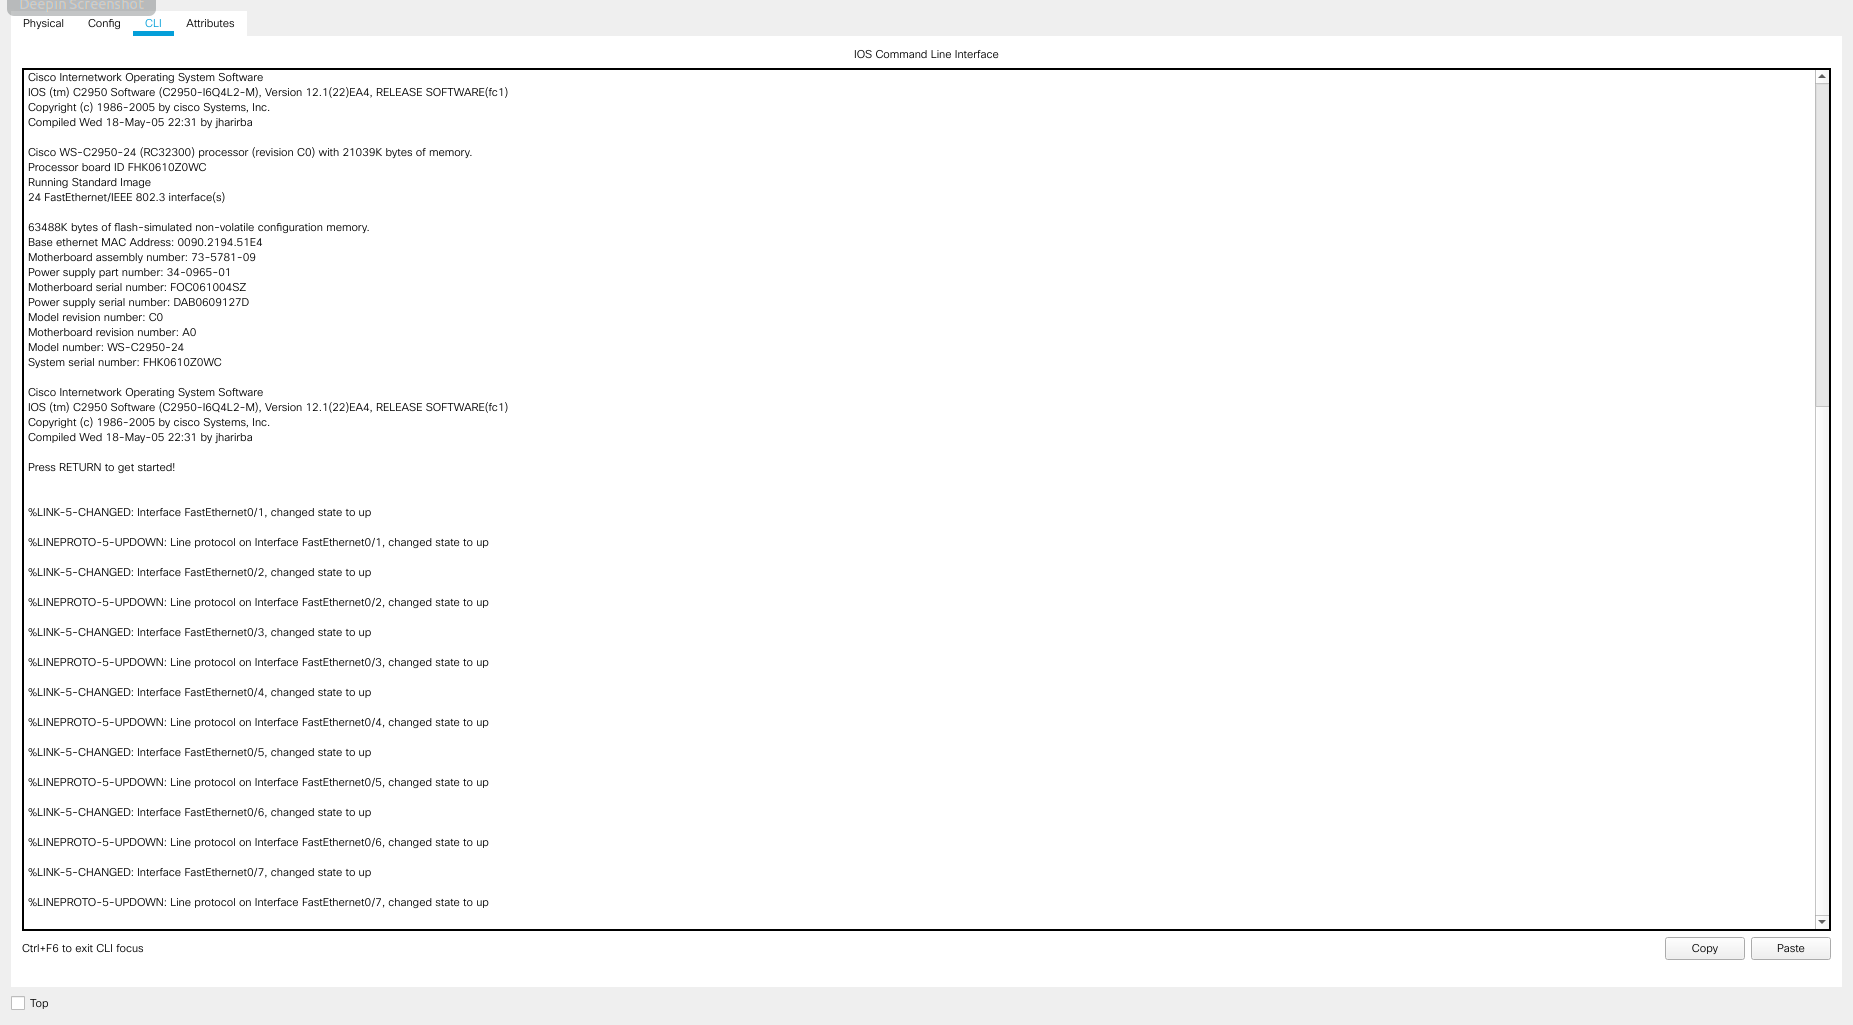 Deepin Screenshot
Physical Config CLI Attributes
IOS Command Line Interface
Cisco Internetwork Operating System Software
IOS (tm) C2950 Software (C2950-I6Q4L2-M), Version 12.1(22)EA4, RELEASE SOFTWARE(fc1)
Copyright (c) 1986-2005 by cisco Systems, Inc.
Compiled Wed 18-May-05 22:31 by jharirba
Cisco WS-C2950-24 (RC32300) processor (revision C0) with 21039K bytes of memory.
Processor board ID FHK0610Z0WC
Running Standard Image
24 FastEthernet/IEEE 802.3 interface(s)
63488K bytes of flash-simulated non-volatile configuration memory.
Base ethernet MAC Address: 0090.2194.51E4
Motherboard assembly number: 73-5781-09
Power supply part number: 34-0965-01
Motherboard serial number: FOC061004SZ
Power supply serial number: DAB0609127D
Model revision number: C0
Motherboard revision number: A0
Model number: WS-C2950-24
System serial number: FHK0610Z0WC
Cisco Internetwork Operating System Software
IOS (tm) C2950 Software (C2950-I6Q4L2-M), Version 12.1(22)EA4, RELEASE SOFTWARE(fc1)
Copyright (c) 1986-2005 by cisco Systems, Inc.
Compiled Wed 18-May-05 22:31 by jharirba
Press RETURN to get started!
%LINK-5-CHANGED: Interface FastEthernet0/1, changed state to up
%LINEPROTO-5-UPDOWN: Line protocol on Interface FastEthernet0/1, changed state to up
%LINK-5-CHANGED: Interface FastEthernet0/2, changed state to up
%LINEPROTO-5-UPDOWN: Line protocol on Interface FastEthernet0/2, changed state to up
%LINK-5-CHANGED: Interface FastEthernet0/3, changed state to up
%LINEPROTO-5-UPDOWN: Line protocol on Interface FastEthernet0/3, changed state to up
%LINK-5-CHANGED: Interface FastEthernet0/4, changed state to up
%LINEPROTO-5-UPDOWN: Line protocol on Interface FastEthernet0/4, changed state to up
%LINK-5-CHANGED: Interface FastEthernet0/5, changed state to up
%LINEPROTO-5-UPDOWN: Line protocol on Interface FastEthernet0/5, changed state to up
%LINK-5-CHANGED: Interface FastEthernet0/6, changed state to up
%LINEPROTO-5-UPDOWN: Line protocol on Interface FastEthernet0/6, changed state to up
%LINK-5-CHANGED: Interface FastEthernet0/7, changed state to up
%LINEPROTO-5-UPDOWN: Line protocol on Interface FastEthernet0/7, changed state to up
Ctrl+F6 to exit CLI focus
Copy Paste
Top